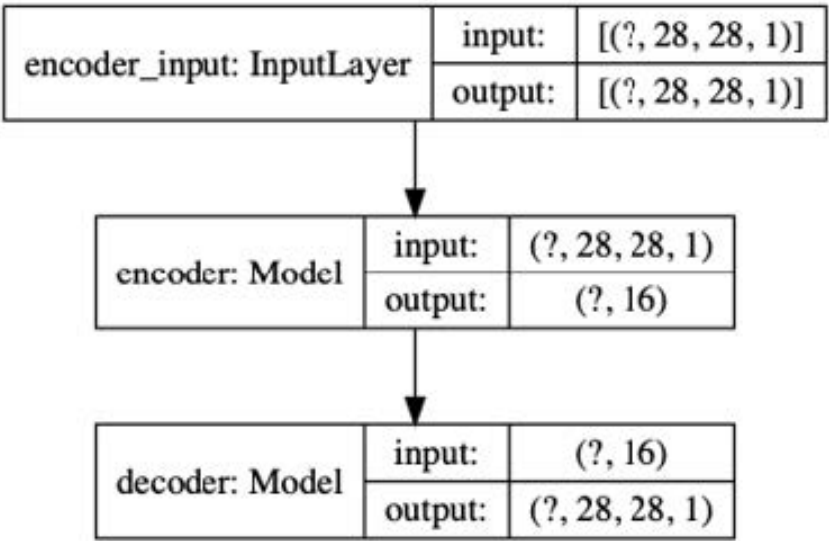 encoder_input: InputLayer
input: [(?, 28, 28, 1)]
output: [(?, 28, 28, 1)]
encoder: Model
input: (?, 28, 28, 1)
output: (?, 16)
decoder: Model
input: (?, 16)
output: (?, 28, 28, 1)